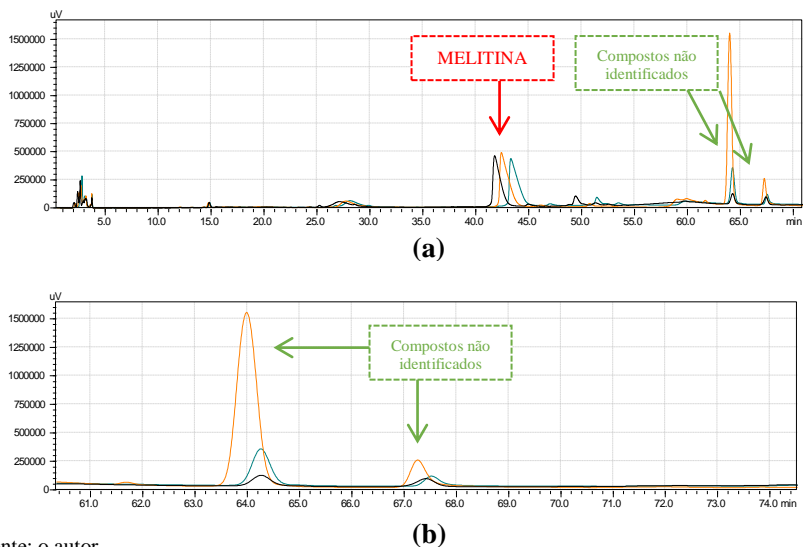 uV
1500000
1250000
1000000
750000
500000
250000
0
MELITINA
Compostos não
identificados
5.0 10.0 15.0 20.0 25.0 30.0 35.0 40.0 45.0 50.0 55.0 60.0 65.0 min
(a)
uV
1500000
1250000
1000000
750000
500000
250000
0
Compostos não
identificados
61.0 62.0 63.0 64.0 65.0 66.0 67.0 68.0 69.0 70.0 71.0 72.0 73.0 74.0 min
(b)
nte: o autor